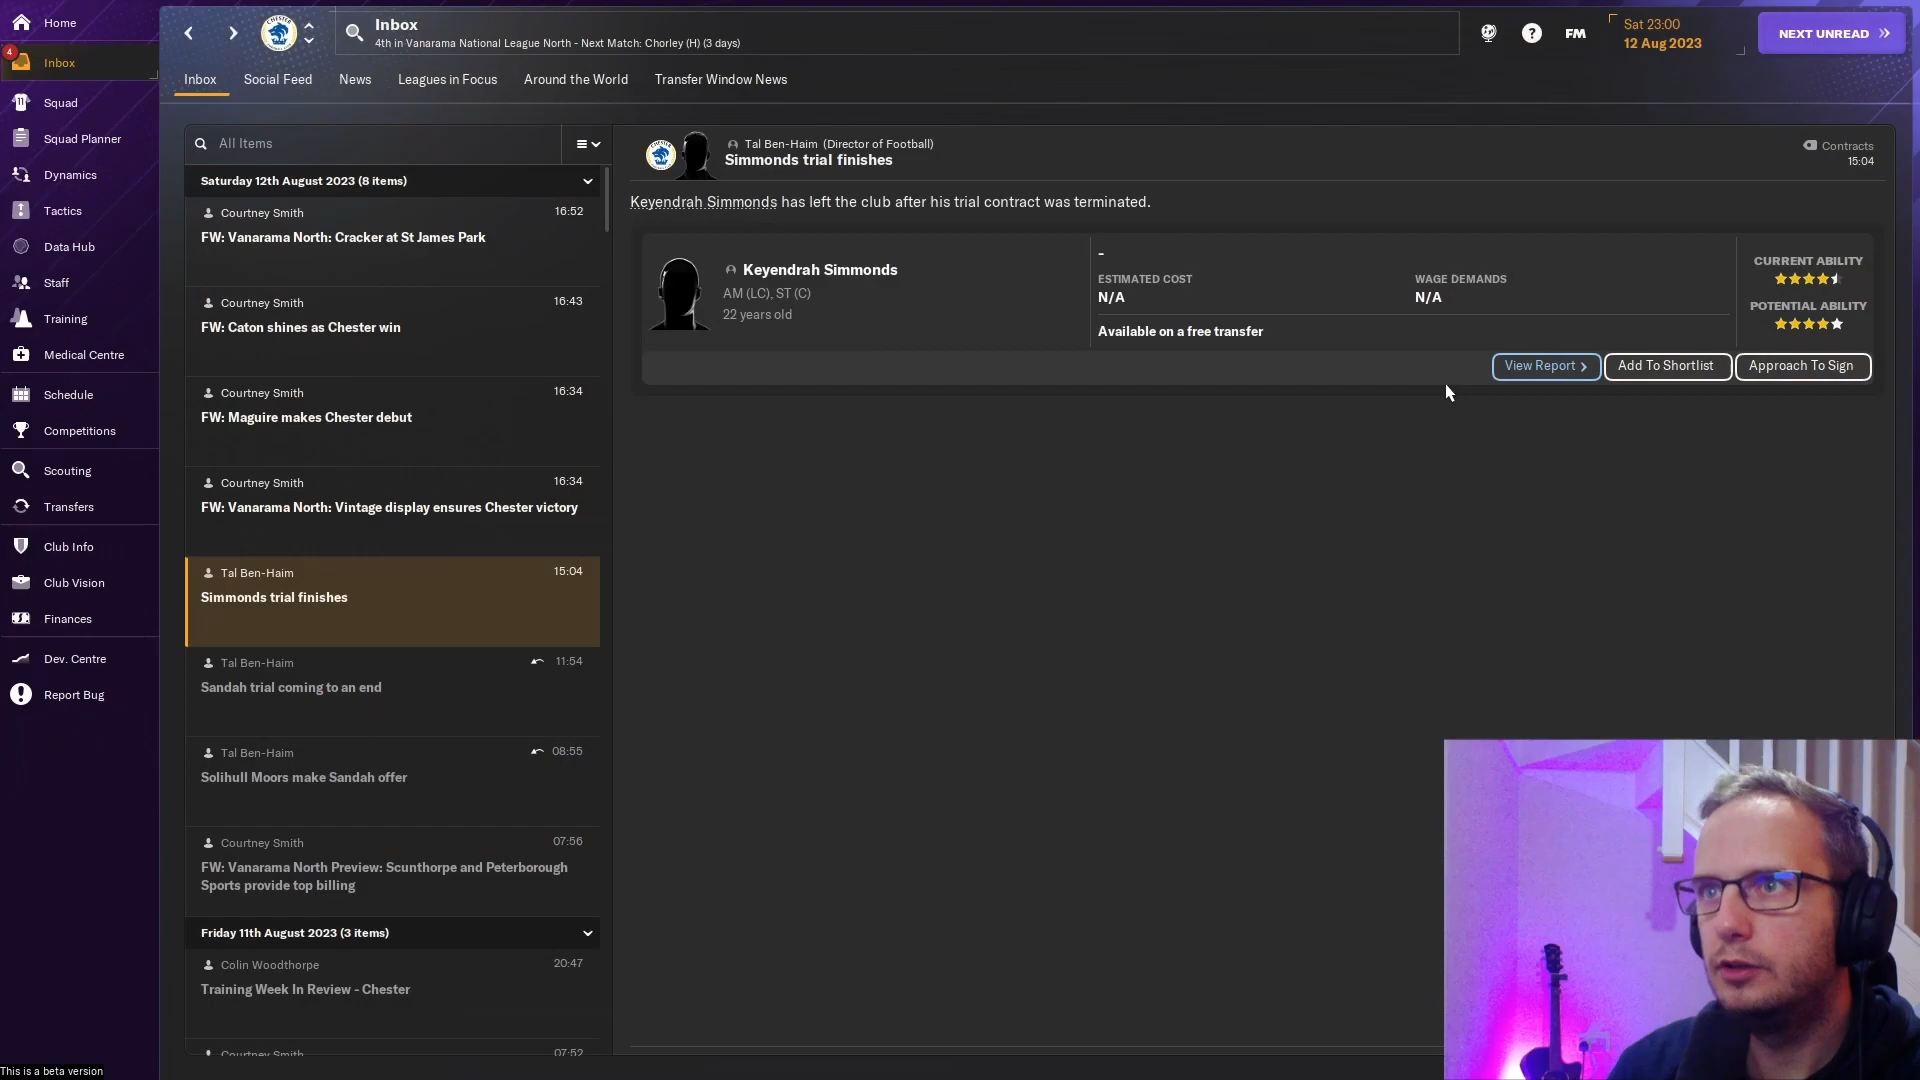 Home
4
Inbox
Squad
Squad Planner
Dynamics
Tactics
Data Hub
Staff
Training
Medical Centre
Schedule
Competitions
Scouting
Transfers
Club Info
Club Vision
Finances
Dev. Centre
Report Bug
This is a beta version
CHESTER
Inbox
4th in Vanarama National League North - Next Match: Chorley (H) (3 days)
FM
Sat 23:00
12 Aug 2023
NEXT UNREAD
Inbox
Social Feed
News
Leagues in Focus
Around the World
Transfer Window News
All Items
Saturday 12th August 2023 (8 items)
Courtney Smith 16:52
FW: Vanarama North: Cracker at St James Park
Courtney Smith 16:43
FW: Caton shines as Chester win
Courtney Smith 16:34
FW: Maguire makes Chester debut
Courtney Smith 16:34
FW: Vanarama North: Vintage display ensures Chester victory
Tal Ben-Haim 15:04
Simmonds trial finishes
Tal Ben-Haim 11:54
Sandah trial coming to an end
Tal Ben-Haim 08:55
Solihull Moors make Sandah offer
Courtney Smith 07:56
FW: Vanarama North Preview: Scunthorpe and Peterborough
Sports provide top billing
Friday 11th August 2023 (3 items)
Colin Woodthorpe 20:47
Training Week In Review - Chester
Courtney Smith 07:52
CHESTER
Tal Ben-Haim (Director of Football)
Simmonds trial finishes
Contracts
15:04
Keyendrah Simmonds has left the club after his trial contract was terminated.
Keyendrah Simmonds
AM (LC), ST (C)
22 years old
-
ESTIMATED COST
N/A
WAGE DEMANDS
N/A
Available on a free transfer
CURRENT ABILITY
POTENTIAL ABILITY
View Report
Add To Shortlist
Approach To Sign